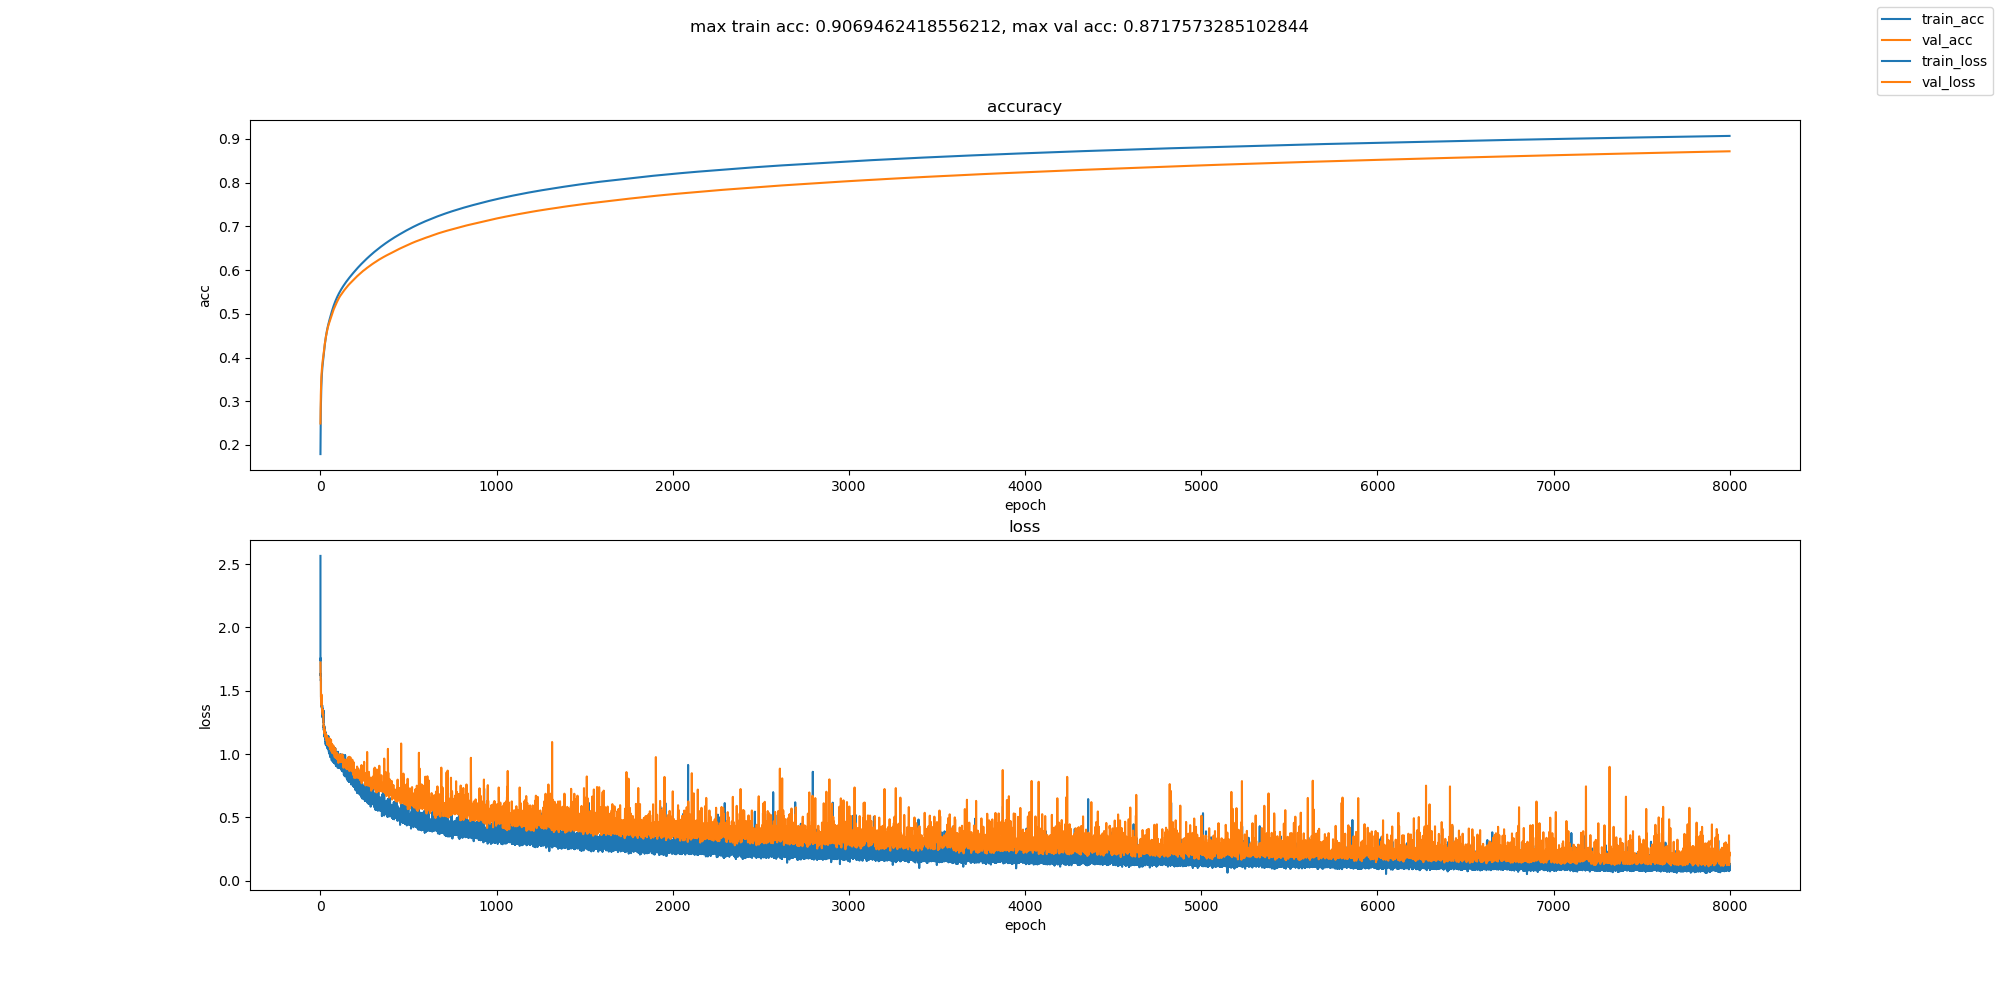 max train acc: 0.9069462418556212, max val acc: 0.8717573285102844
train_acc
val_acc
train_loss
val_loss
accuracy
0.9
0.8
0.7
0.6
0.5
0.4
0.3
0.2
acc
0 1000 2000 3000 4000 5000 6000 7000 8000
epoch
loss
2.5
2.0
1.5
1.0
0.5
0.0
loss
0 1000 2000 3000 4000 5000 6000 7000 8000
epoch